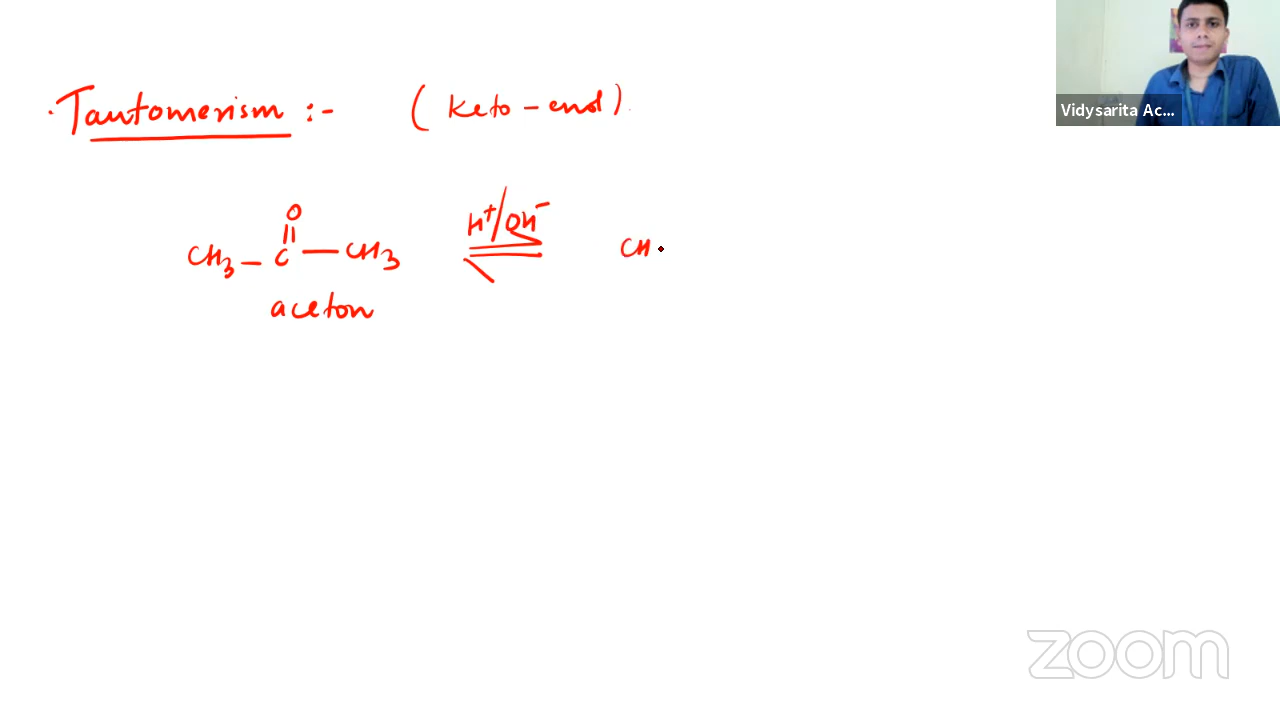 Tautomerism :- (Keto-enol)
O
||
CH3 - C - CH3 H+/OH- ⇌ CH
aceton
Vidysarita Ac...
zoom